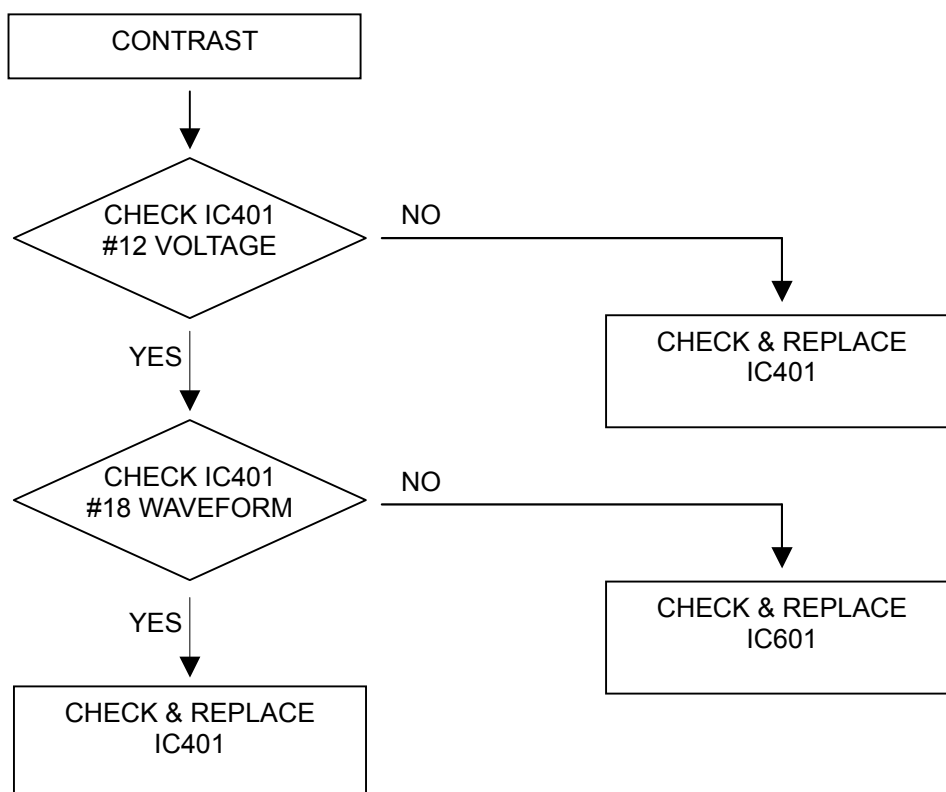 CONTRAST
CHECK IC401
#12 VOLTAGE
NO
CHECK & REPLACE
IC401
YES
CHECK IC401
#18 WAVEFORM
NO
CHECK & REPLACE
IC601
YES
CHECK & REPLACE
IC401